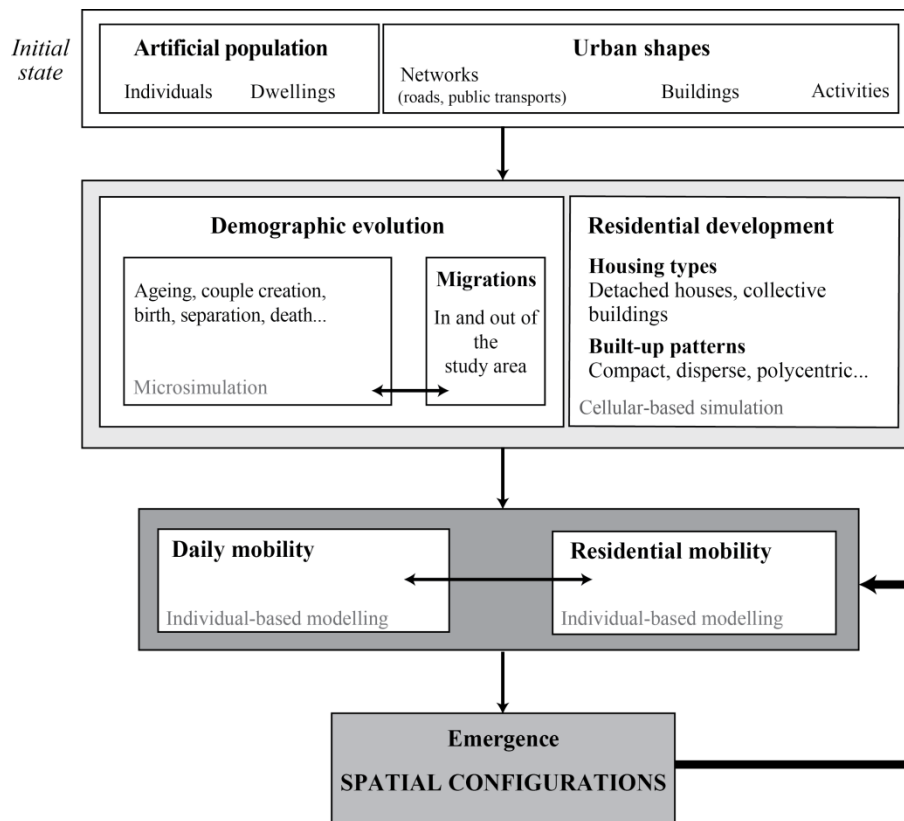 Initial
state
Artificial population
Individuals
Dwellings
Urban shapes
Networks
(roads, public transports)
Buildings
Activities
Demographic evolution
Ageing, couple creation,
birth, separation, death...
Microsimulation
Migrations
In and out of
the
study area
Residential development
Housing types
Detached houses, collective
buildings
Built-up patterns
Compact, disperse, polycentric...
Cellular-based simulation
Daily mobility
Individual-based modelling
Residential mobility
Individual-based modelling
Emergence
SPATIAL CONFIGURATIONS